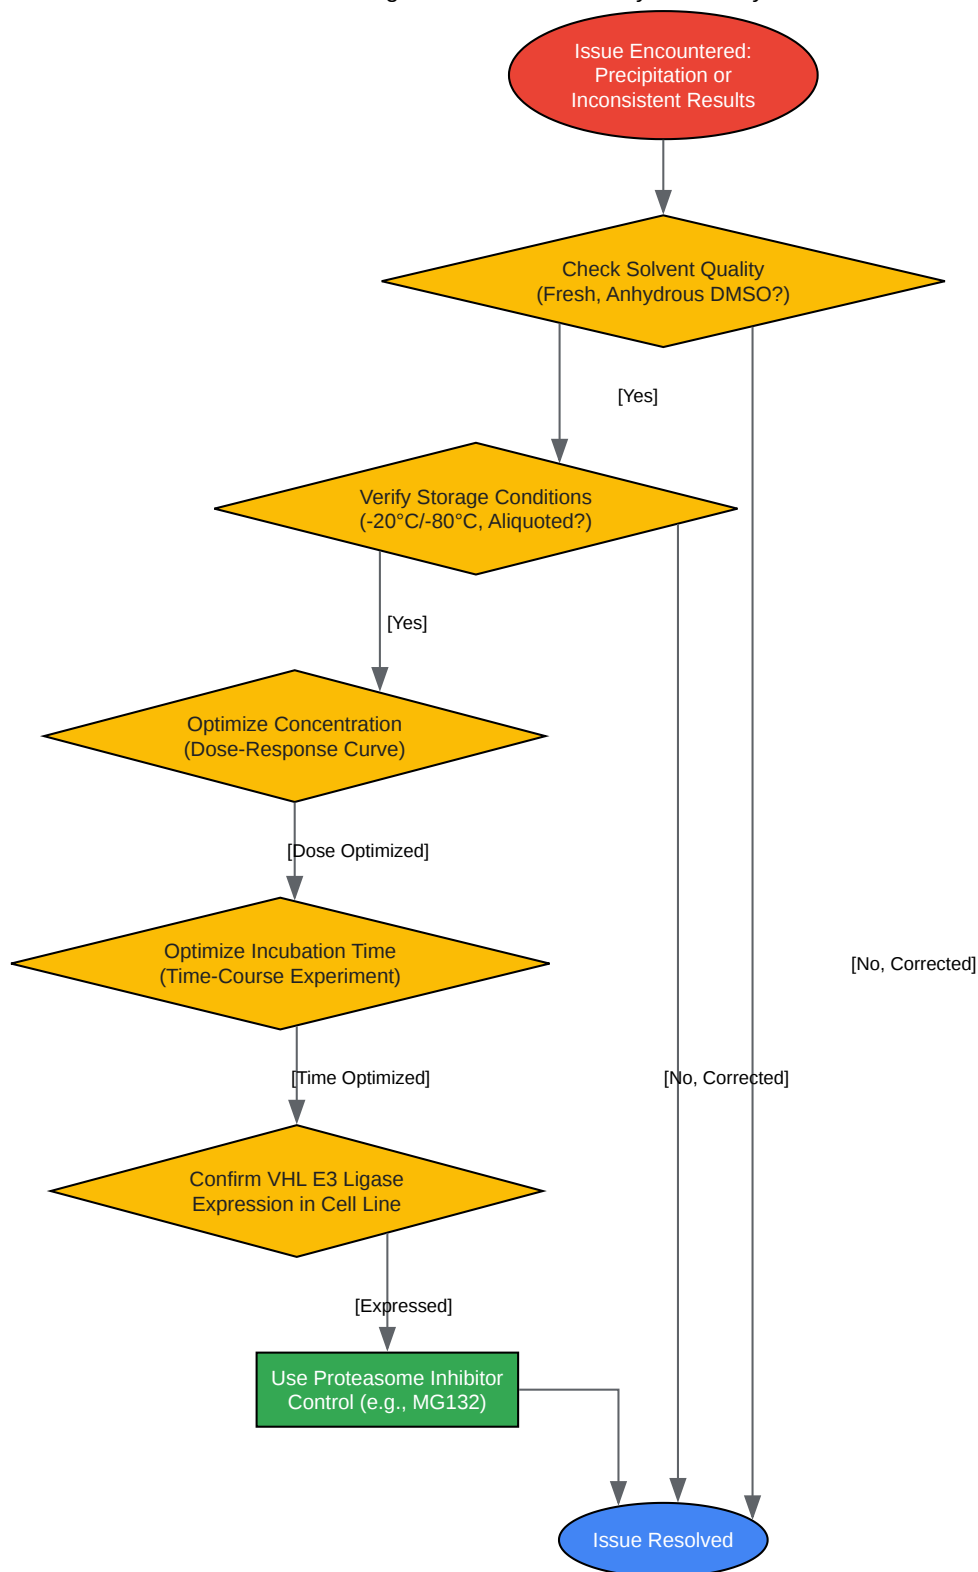 Issue Encountered:
Precipitation or
Inconsistent Results
Check Solvent Quality
(Fresh, Anhydrous DMSO?)
[Yes]
Verify Storage Conditions
(-20°C/-80°C, Aliquoted?)
[Yes]
Optimize Concentration
(Dose-Response Curve)
[Dose Optimized]
Optimize Incubation Time
(Time-Course Experiment)
[No, Corrected]
[Time Optimized]
[No, Corrected]
Confirm VHL E3 Ligase
Expression in Cell Line
[Expressed]
Use Proteasome Inhibitor
Control (e.g., MG132)
Issue Resolved